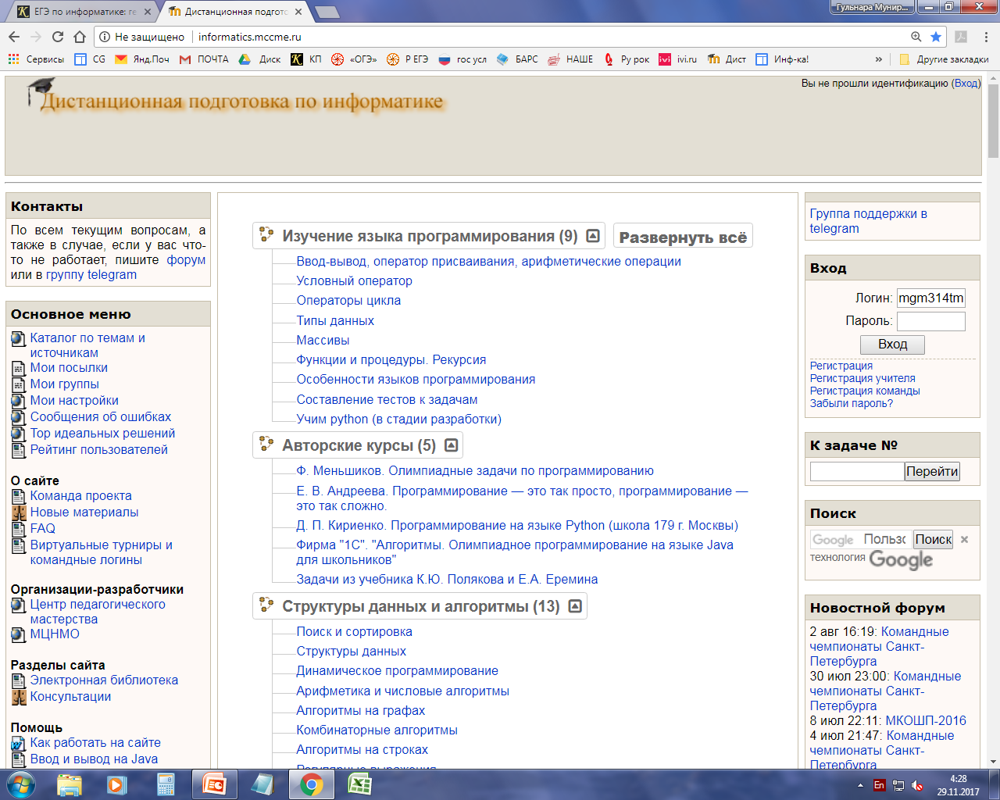 ЕГЭ по информатике: ге
Дистанционная подгото
Гульнара Мунир...
Не защищено
informatics.mccme.ru
Сервисы
CG
Янд.Поч
ПОЧТА
Диск
КП
«ОГЭ»
Р ЕГЭ
гос усл
БАРС
НАШЕ
Ру рок
ivi.ru
Дист
Инф-ка!
»
Другие закладки
Дистанционная подготовка по информатике
Вы не прошли идентификацию (Вход)
Контакты
По всем текущим вопросам, а
также в случае, если у вас что-
то не работает, пишите форум
или в группу telegram
Основное меню
Каталог по темам и
источникам
Мои посылки
Мои группы
Мои настройки
Сообщения об ошибках
Top идеальных решений
Рейтинг пользователей
О сайте
Команда проекта
Новые материалы
FAQ
Виртуальные турниры и
командные логины
Организации-разработчики
Центр педагогического
мастерства
МЦНМО
Разделы сайта
Электронная библиотека
Консультации
Помощь
Как работать на сайте
Ввод и вывод на Java
Изучение языка программирования (9)
Развернуть всё
Ввод-вывод, оператор присваивания, арифметические операции
Условный оператор
Операторы цикла
Типы данных
Массивы
Функции и процедуры. Рекурсия
Особенности языков программирования
Составление тестов к задачам
Учим python (в стадии разработки)
Авторские курсы (5)
Ф. Меньшиков. Олимпиадные задачи по программированию
Е. В. Андреева. Программирование — это так просто, программирование —
это так сложно.
Д. П. Кириенко. Программирование на языке Python (школа 179 г. Москвы)
Фирма "1С". "Алгоритмы. Олимпиадное программирование на языке Java
для школьников"
Задачи из учебника К.Ю. Полякова и Е.А. Еремина
Структуры данных и алгоритмы (13)
Поиск и сортировка
Структуры данных
Динамическое программирование
Арифметика и числовые алгоритмы
Алгоритмы на графах
Комбинаторные алгоритмы
Алгоритмы на строках
Регулярные выражения
Группа поддержки в
telegram
Вход
Логин: mgm314tm
Пароль:
Вход
Регистрация
Регистрация учителя
Регистрация команды
Забыли пароль?
К задаче №
Перейти
Поиск
Google Пользо Поиск ×
технология Google
Новостной форум
2 авг 16:19: Командные
чемпионаты Санкт-
Петербурга
30 июл 23:00: Командные
чемпионаты Санкт-
Петербурга
8 июл 22:11: МКОШП-2016
4 июл 21:47: Командные
чемпионаты Санкт-
Петербурга
En
4:28
29.11.2017